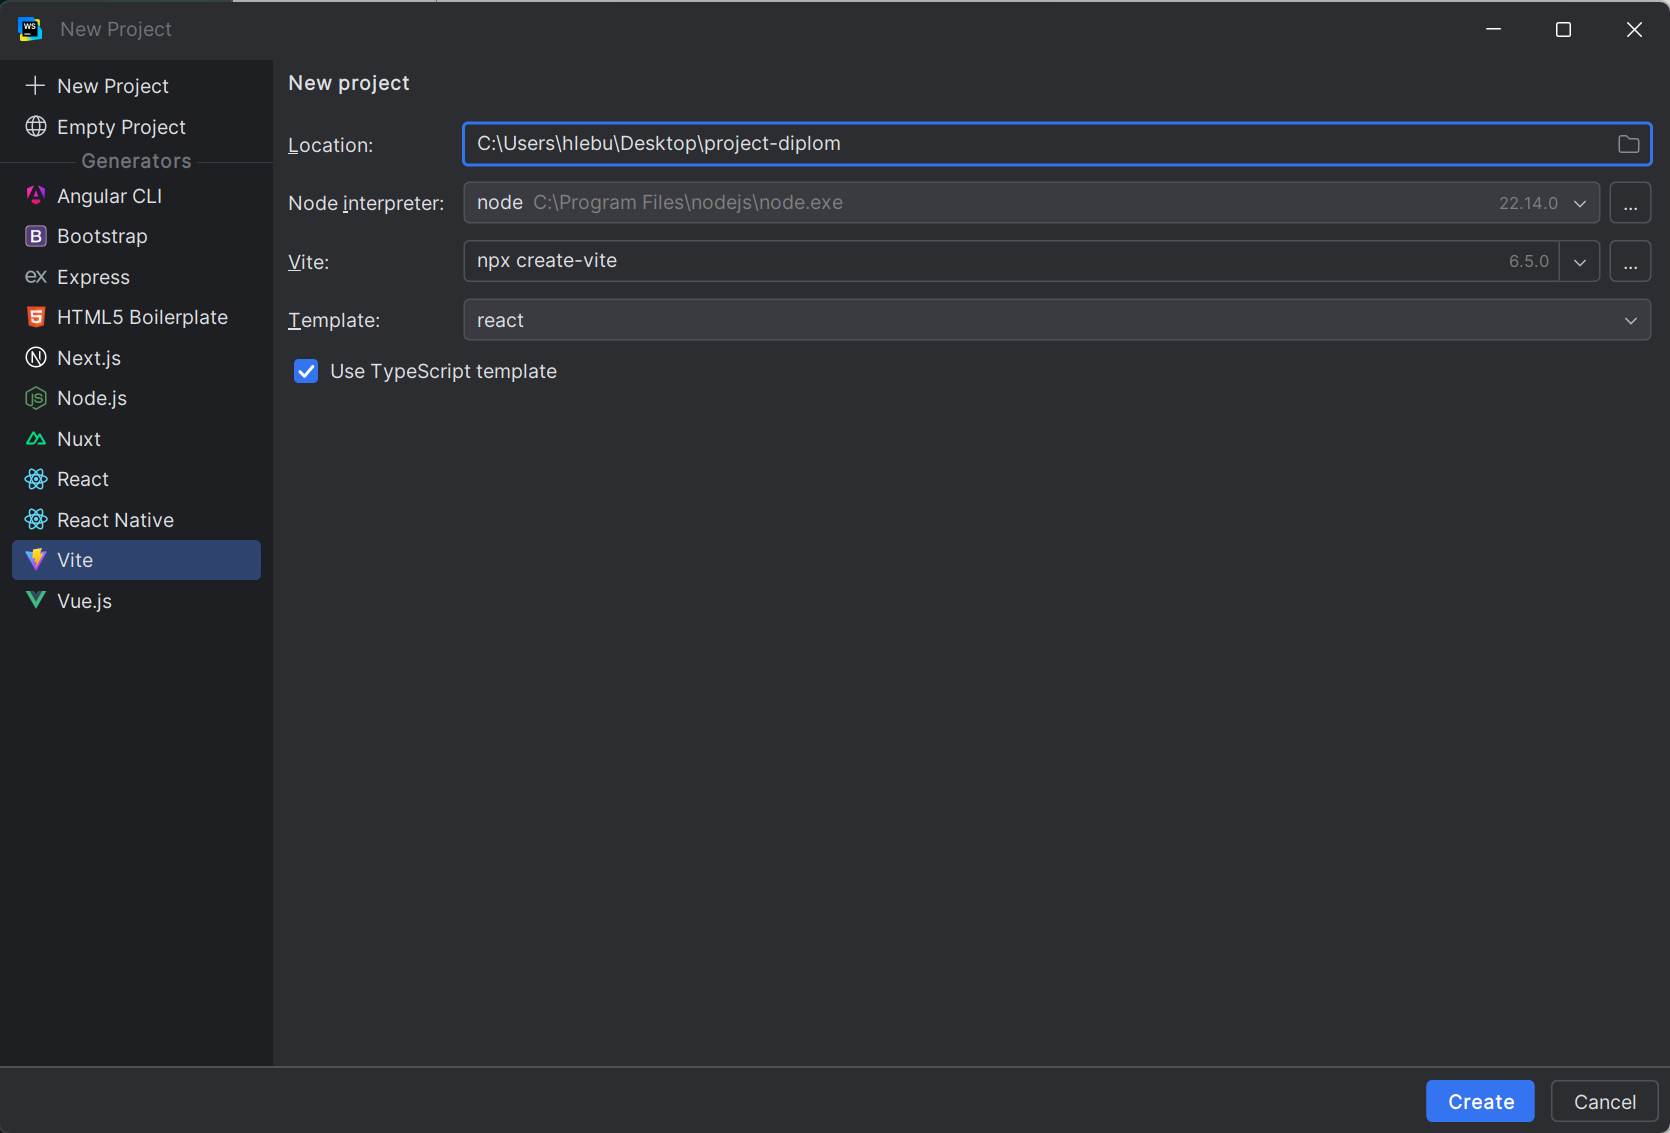 WS New Project
New Project
Empty Project
Generators
Angular CLI
B Bootstrap
ex Express
5 HTML5 Boilerplate
N Next.js
JS Node.js
Nuxt
React
React Native
Vite
Vue.js
New project
Location: C:\Users\hlebu\Desktop\project-diplom
Node interpreter: node C:\Program Files\nodejs\node.exe 22.14.0 ...
Vite: npx create-vite 6.5.0 ...
Template: react
Use TypeScript template
Create Cancel